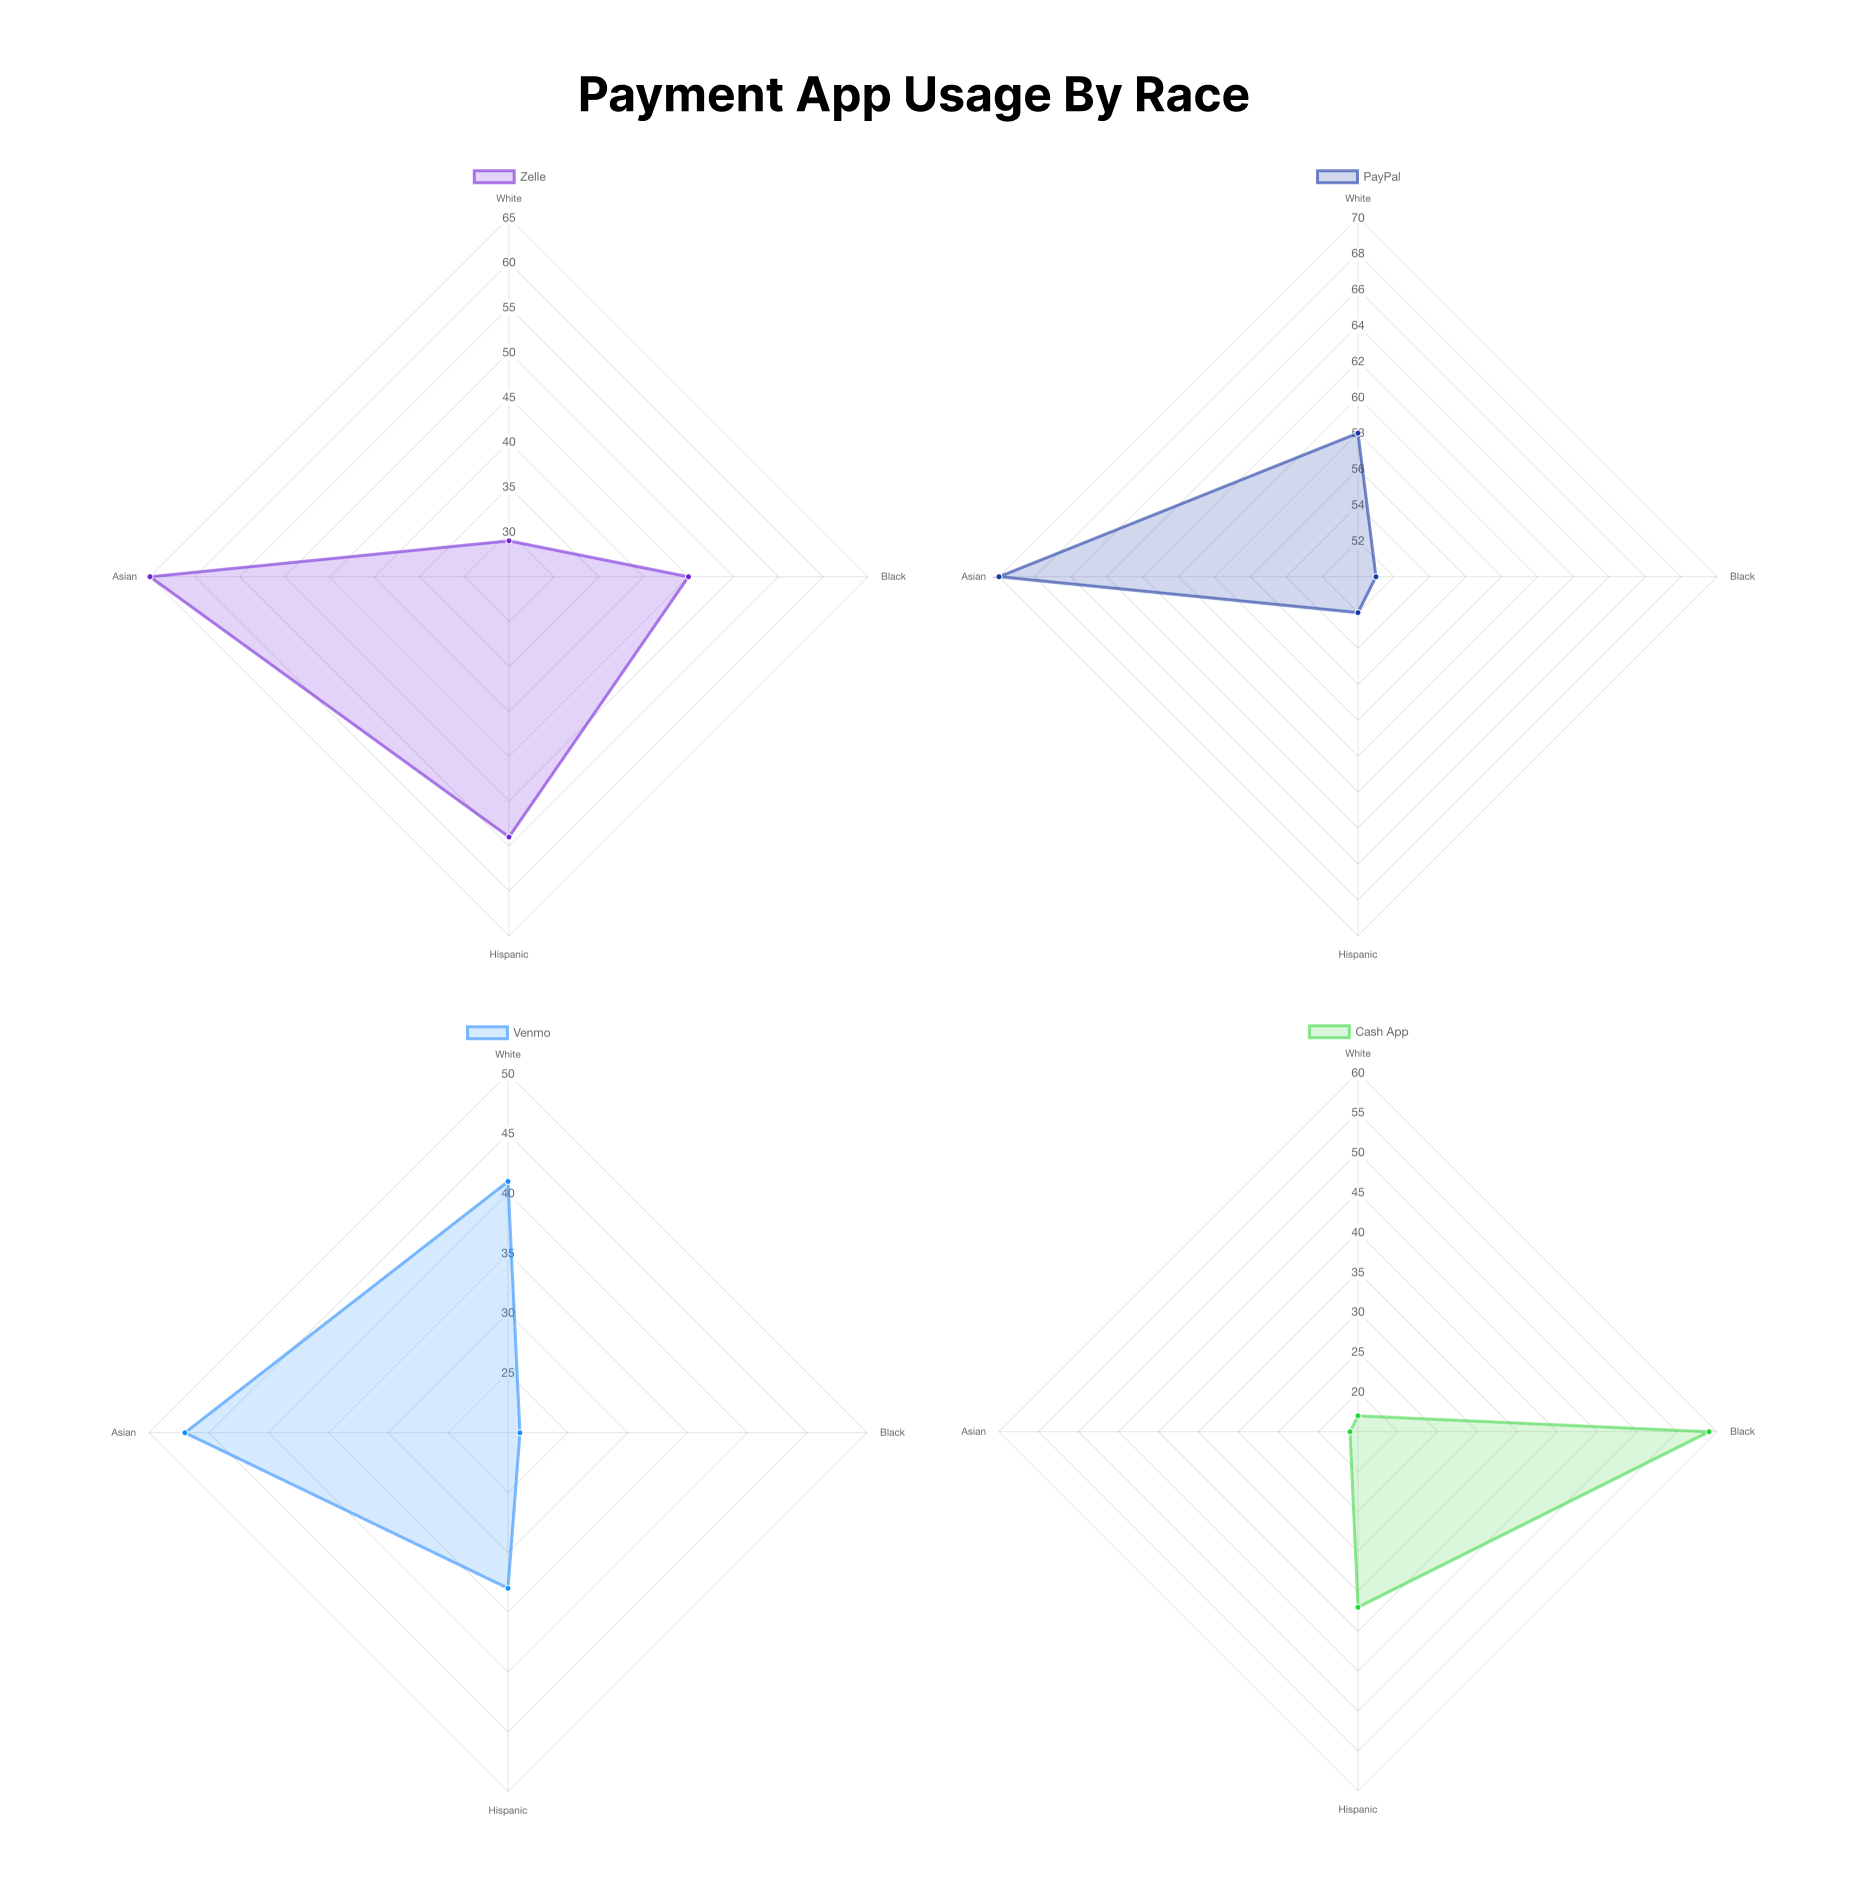 Payment App Usage By Race
Zelle
White
65
60
55
50
45
40
35
30
Asian
Black
Hispanic
PayPal
White
70
68
66
64
62
60
58
56
54
52
Asian
Black
Hispanic
Venmo
White
50
45
40
35
30
25
Asian
Black
Hispanic
Cash App
White
60
55
50
45
40
35
30
25
20
Asian
Black
Hispanic